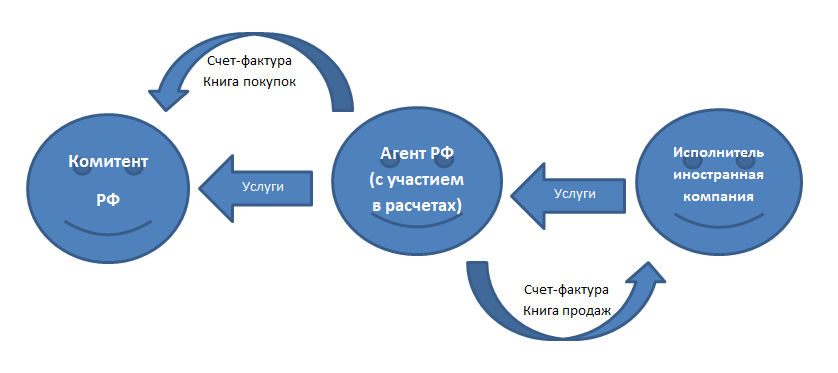 Счет-фактура
Книга покупок
Комитент
РФ
Услуги
Агент РФ
(с участием
в расчетах)
Услуги
Исполнитель
иностранная
компания
Счет-фактура
Книга продаж